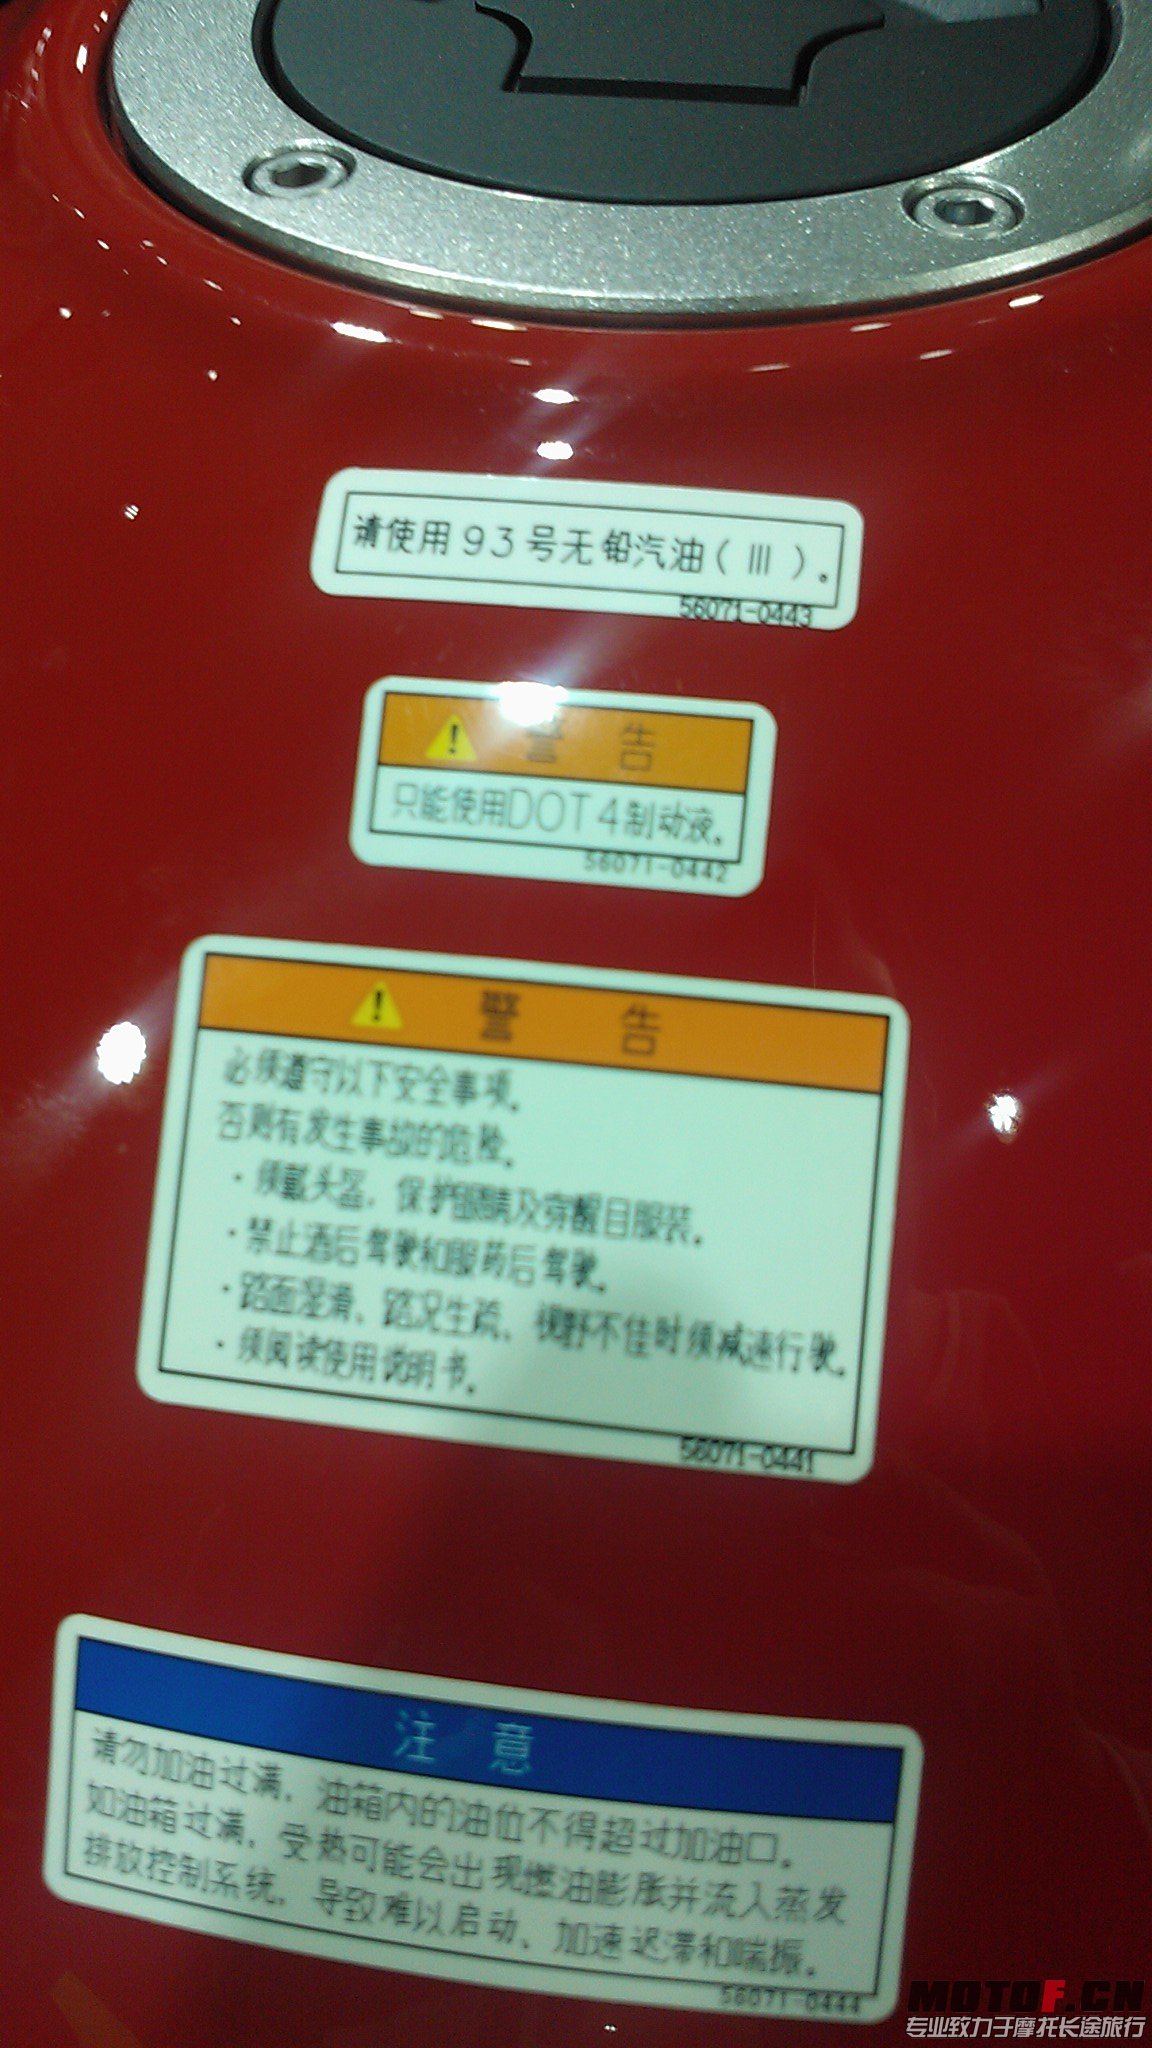 请使用93号无铅汽油（Ⅲ）。
56071-0443
警告
只能使用DOT4制动液。
56071-0442
警告
必须遵守以下安全事项。
否则有发生事故的危险。
·须戴头盔、保护眼睛及穿醒目服装。
·禁止酒后驾驶和服药后驾驶。
·路面湿滑、路况生疏、视野不佳时须减速行驶。
·须阅读使用说明书。
56071-0441
注意
请勿加油过满，油箱内的油位不得超过加油口。
如油箱过满，受热可能会出现燃油膨胀并流入蒸发
排放控制系统，导致难以启动、加速迟滞和喘振。
56071-0444
MOTOF.CN
专业致力于摩托长途旅行